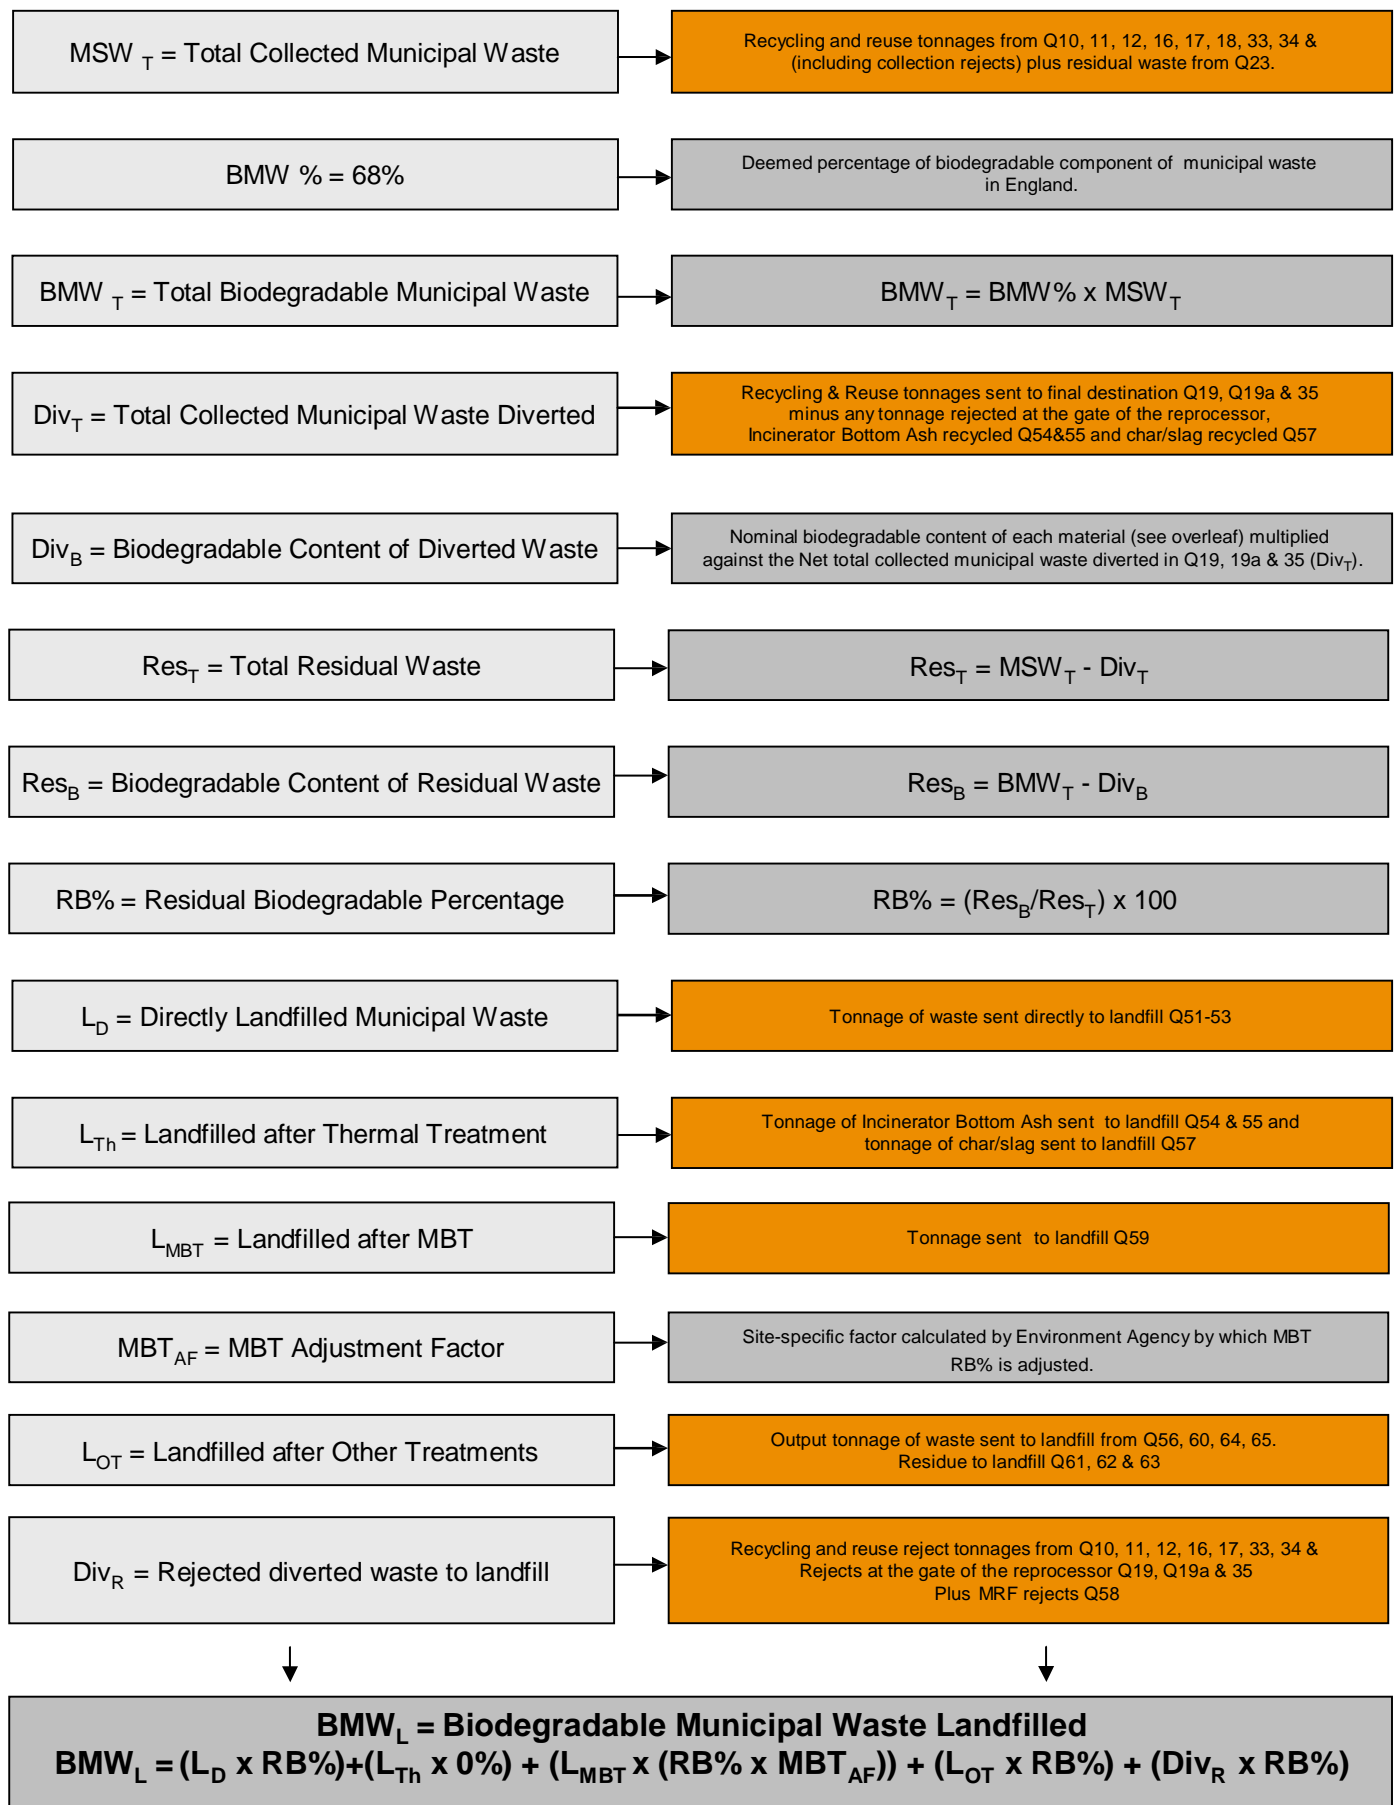 MSW T = Total Collected Municipal Waste
Recycling and reuse tonnages from Q10, 11, 12, 16, 17, 18, 33, 34 &
(including collection rejects) plus residual waste from Q23.
BMW % = 68%
Deemed percentage of biodegradable component of municipal waste
in England.
BMW T = Total Biodegradable Municipal Waste
BMWT = BMW% x MSWT
DivT = Total Collected Municipal Waste Diverted
Recycling & Reuse tonnages sent to final destination Q19, Q19a & 35
minus any tonnage rejected at the gate of the reprocessor,
Incinerator Bottom Ash recycled Q54&55 and char/slag recycled Q57
DivB = Biodegradable Content of Diverted Waste
Nominal biodegradable content of each material (see overleaf) multiplied
against the Net total collected municipal waste diverted in Q19, 19a & 35 (DivT).
ResT = Total Residual Waste
ResT = MSWT - DivT
ResB = Biodegradable Content of Residual Waste
ResB = BMWT - DivB
RB% = Residual Biodegradable Percentage
RB% = (ResB/ResT) x 100
LD = Directly Landfilled Municipal Waste
Tonnage of waste sent directly to landfill Q51-53
LTh = Landfilled after Thermal Treatment
Tonnage of Incinerator Bottom Ash sent to landfill Q54 & 55 and
tonnage of char/slag sent to landfill Q57
LMBT = Landfilled after MBT
Tonnage sent to landfill Q59
MBTAF = MBT Adjustment Factor
Site-specific factor calculated by Environment Agency by which MBT
RB% is adjusted.
LOT = Landfilled after Other Treatments
Output tonnage of waste sent to landfill from Q56, 60, 64, 65.
Residue to landfill Q61, 62 & 63
DivR = Rejected diverted waste to landfill
Recycling and reuse reject tonnages from Q10, 11, 12, 16, 17, 33, 34 &
Rejects at the gate of the reprocessor Q19, Q19a & 35
Plus MRF rejects Q58
BMWL = Biodegradable Municipal Waste Landfilled
BMWL = (LD x RB%)+(LTh x 0%) + (LMBT x (RB% x MBTAF)) + (LOT x RB%) + (DivR x RB%)